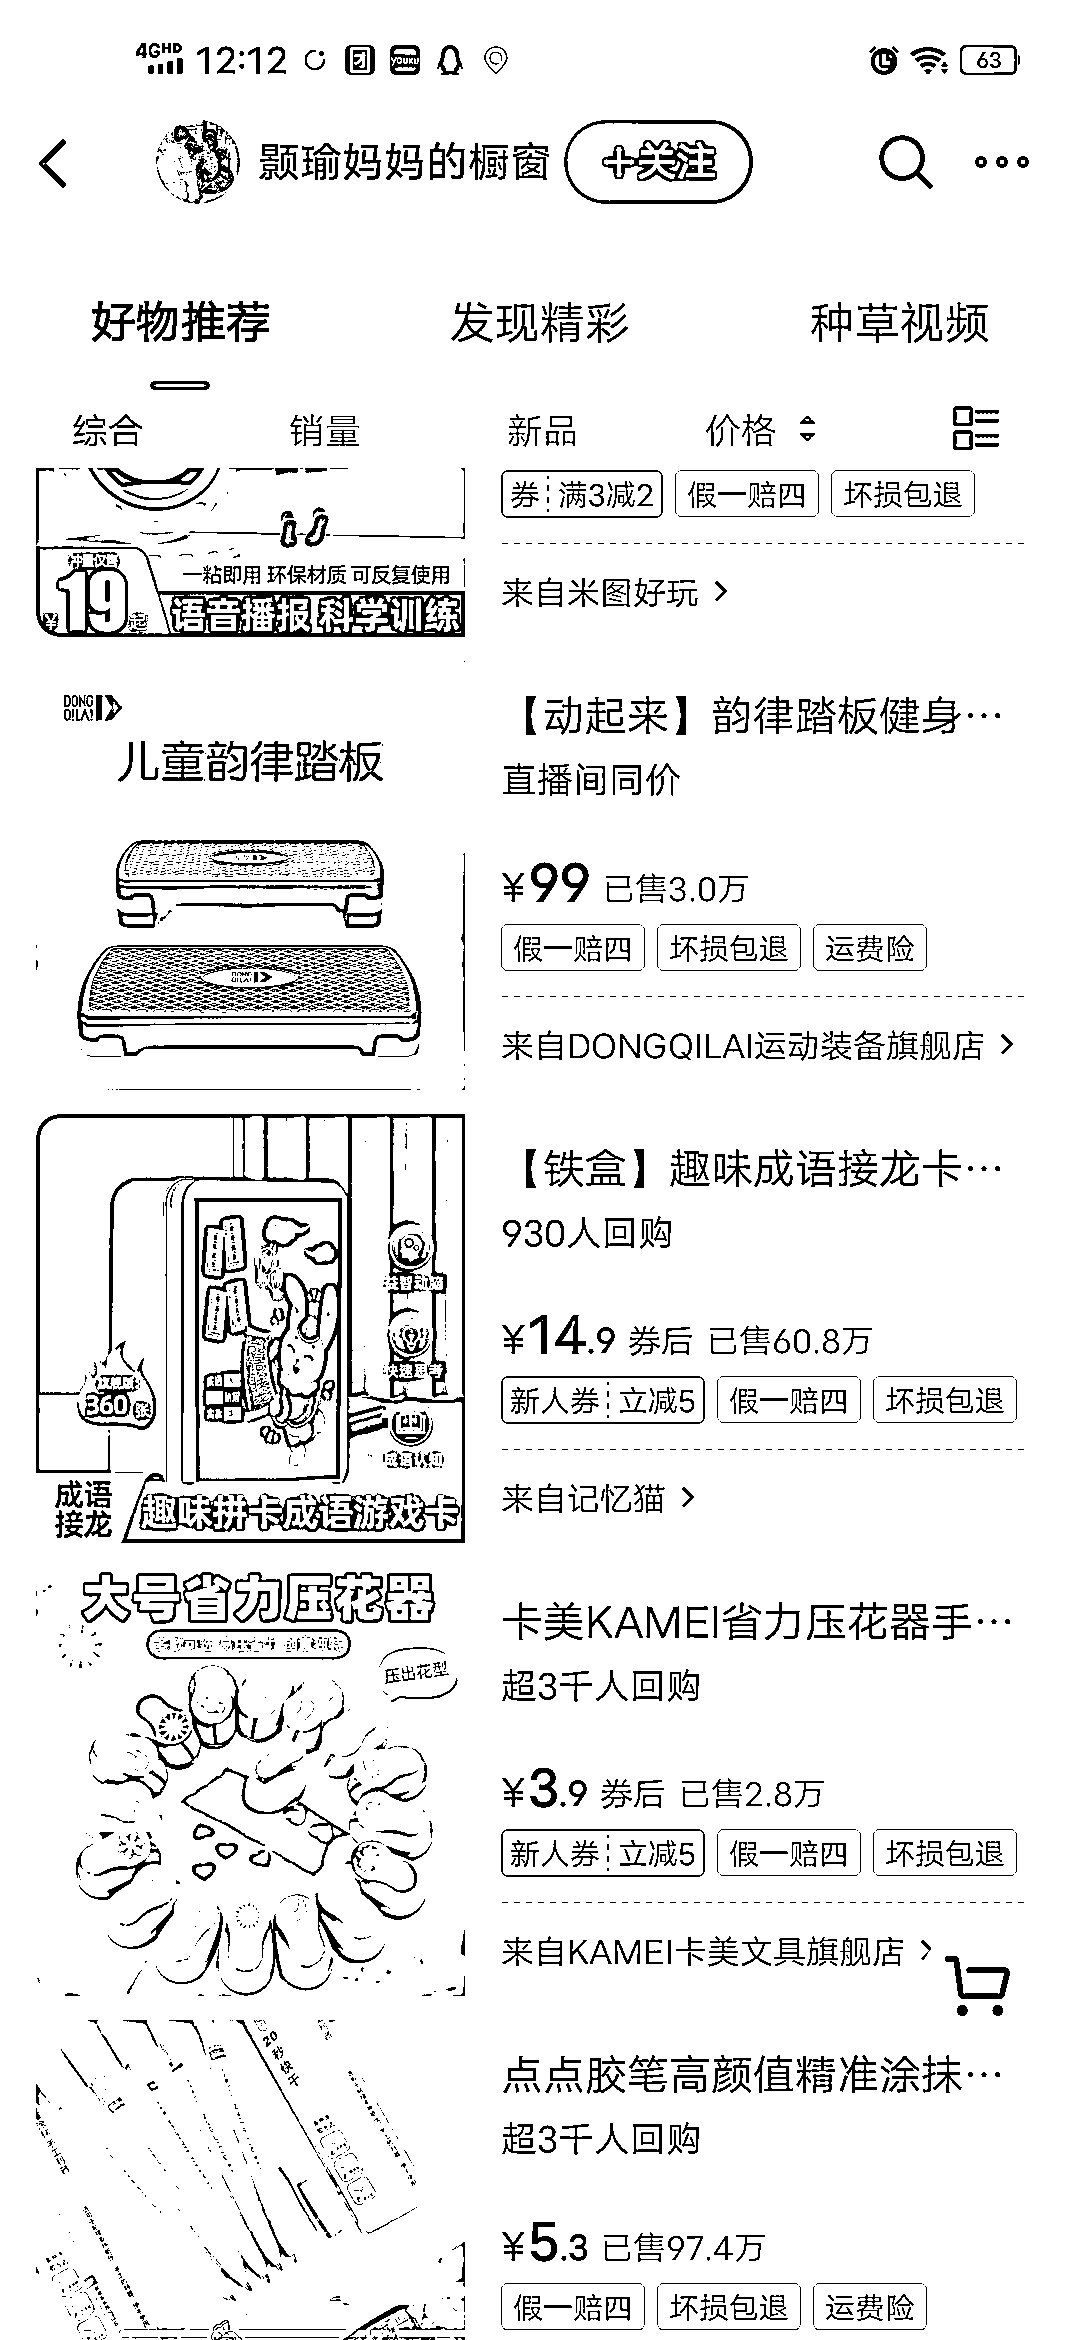 4GHD 12:12 63
颢瑜妈妈的橱窗 +关注
好物推荐 发现精彩 种草视频
综合 销量 新品 价格
券 满3减2 假一赔四 坏损包退
¥19起
一粘即用 环保材质 可反复使用
语音播报 科学训练
来自米图好玩 >
DONG QILAI
儿童韵律踏板
【动起来】韵律踏板健身…
直播间同价
¥99 已售3.0万
假一赔四 坏损包退 运费险
来自DONGQILAI运动装备旗舰店 >
360张
成语接龙
趣味拼卡成语游戏卡
【铁盒】趣味成语接龙卡…
930人回购
¥14.9 券后 已售60.8万
新人券 立减5 假一赔四 坏损包退
来自记忆猫 >
大号省力压花器
压出花型
卡美KAMEI省力压花器手…
超3千人回购
¥3.9 券后 已售2.8万
新人券 立减5 假一赔四 坏损包退
来自KAMEI卡美文具旗舰店 >
点点胶笔高颜值精准涂抹…
超3千人回购
¥5.3 已售97.4万
假一赔四 坏损包退 运费险